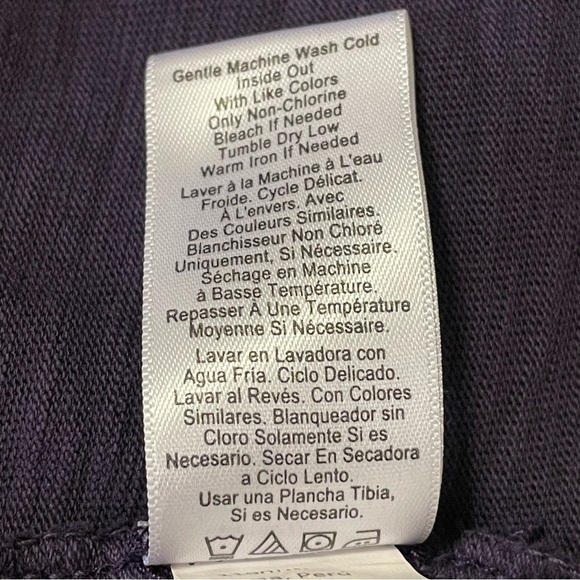 Gentle Machine Wash Cold
Inside Out
With Like Colors
Only Non-Chlorine
Bleach If Needed
Tumble Dry Low
Warm Iron If Needed
Laver à la Machine à L'eau
Froide. Cycle Délicat.
À L'envers. Avec
Des Couleurs Similaires.
Blanchisseur Non Chloré
Uniquement, Si Nécessaire.
Séchage en Machine
à Basse Température.
Repasser À Une Température
Moyenne Si Nécessaire.
Lavar en Lavadora con
Agua Fria. Ciclo Delicado.
Lavar al Revés. Con Colores
Similares. Blanqueador sin
Cloro Solamente Si es
Necesario. Secar En Secadora
a Ciclo Lento.
Usar una Plancha Tibia,
Si es Necesario.